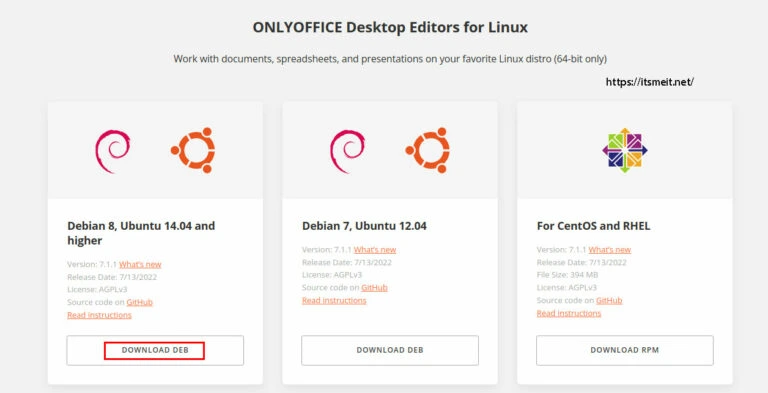 ONLYOFFICE Desktop Editors for Linux
Work with documents, spreadsheets, and presentations on your favorite Linux distro (64-bit only)
https://itsmeit.net/
Debian 8, Ubuntu 14.04 and
higher
Version: 7.1.1 What's new
Release Date: 7/13/2022
License: AGPLv3
Source code on GitHub
Read instructions
DOWNLOAD DEB
Debian 7, Ubuntu 12.04
Version: 7.1.1 What's new
Release Date: 7/13/2022
License: AGPLv3
Source code on GitHub
Read instructions
DOWNLOAD DEB
For CentOS and RHEL
Version: 7.1.1 What's new
Release Date: 7/13/2022
File Size: 394 MB
License: AGPLv3
Source code on GitHub
Read instructions
DOWNLOAD RPM